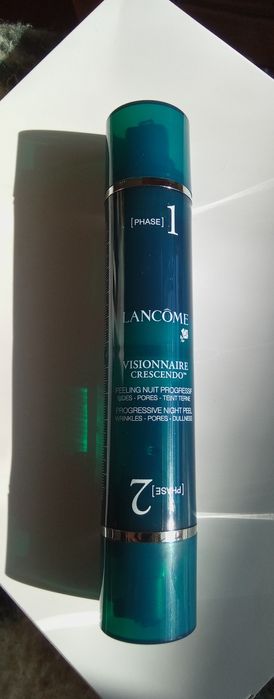 [PHASE] 1
LANCÔME
VISIONNAIRE
CRESCENDO™
PEELING NUIT PROGRESSIF
RIDES - PORES - TEINT TERNE
PROGRESSIVE NIGHT PEEL
WRINKLES - PORES - DULLNESS
[PHASE] 2